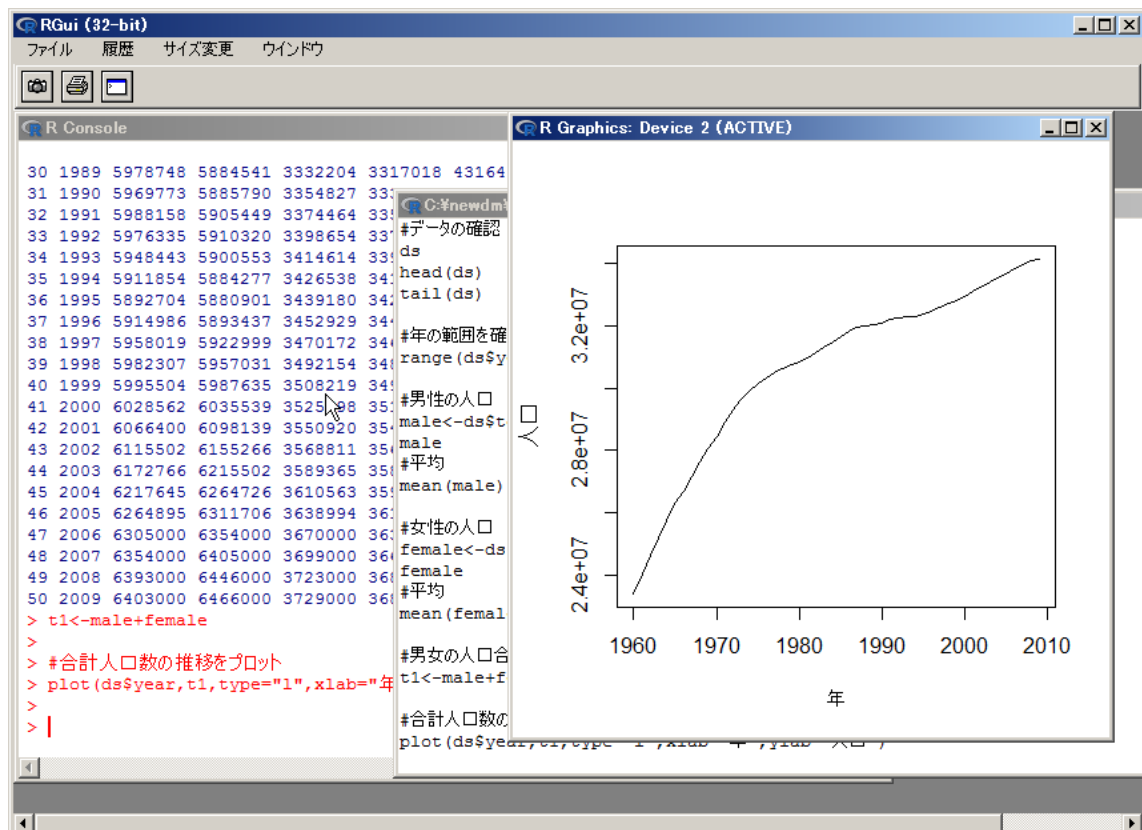 RGui (32-bit)
ファイル 履歴 サイズ変更 ウインドウ
R Console
30 1989 5978748 5884541 3332204 3317018 43164
31 1990 5969773 5885790 3354827
32 1991 5988158 5905449 3374464
33 1992 5976335 5910320 3398654
34 1993 5948443 5900553 3414614
35 1994 5911854 5884277 3426538
36 1995 5892704 5880901 3439180
37 1996 5914986 5893437 3452929
38 1997 5958019 5922999 3470172
39 1998 5982307 5957031 3492154
40 1999 5995504 5987635 3508219
41 2000 6028562 6035539
42 2001 6066400 6098139 3550920
43 2002 6115502 6155266 3568811
44 2003 6172766 6215502 3589365
45 2004 6217645 6264726 3610563
46 2005 6264895 6311706 3638994
47 2006 6305000 6354000 3670000
48 2007 6354000 6405000 3699000
49 2008 6393000 6446000 3723000
50 2009 6403000 6466000 3729000
> t1<-male+female
>
> #合計人口数の推移をプロット
> plot(ds$year,t1,type="l",xlab="年
>
>
C:¥newdm¥
#データの確認
ds
head(ds)
tail(ds)
#年の範囲を確
range(ds$y
#男性の人口
male<-ds$t
male
#平均
mean(male)
#女性の人口
female<-ds
female
#平均
mean(femal
#男女の人口合
t1<-male+f
#合計人口数の
plot(ds$year,t1,type="l",xlab="年",ylab="人口")
R Graphics: Device 2 (ACTIVE)
人口
2.4e+07 2.8e+07 3.2e+07
1960 1970 1980 1990 2000 2010
年